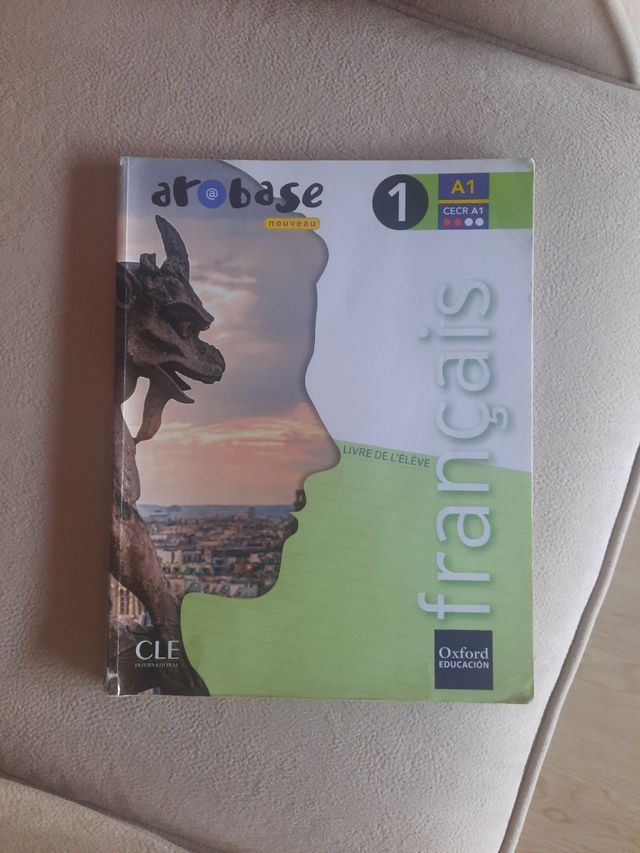 ar@base
nouveau
1
A1
CECR A1
français
LIVRE DE L'ÉLÈVE
CLE
INTERNATIONAL
Oxford
EDUCACIÓN